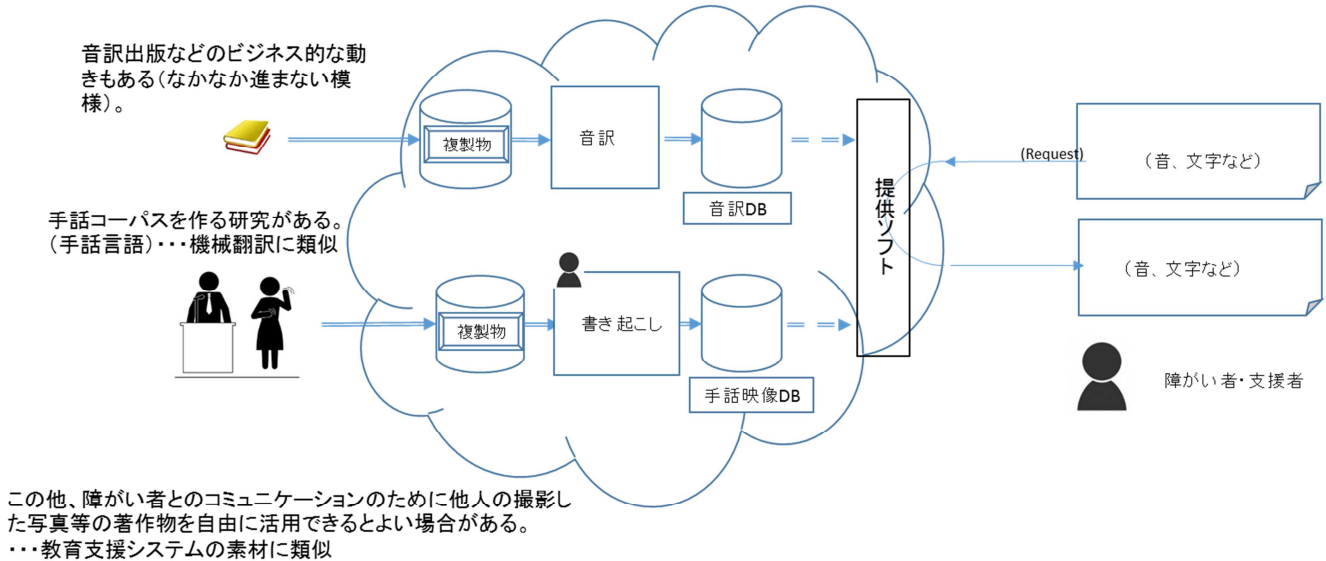 音訳出版などのビジネス的な動
きもある(なかなか進まない模
様)。
複製物
音訳
音訳DB
提供ソフト
(Request)
(音、文字など)
(音、文字など)
手話コーパスを作る研究がある。
(手話言語)・・・機械翻訳に類似
複製物
書き起こし
手話映像DB
障がい者・支援者
この他、障がい者とのコミュニケーションのために他人の撮影し
た写真等の著作物を自由に活用できるとよい場合がある。
・・・教育支援システムの素材に類似